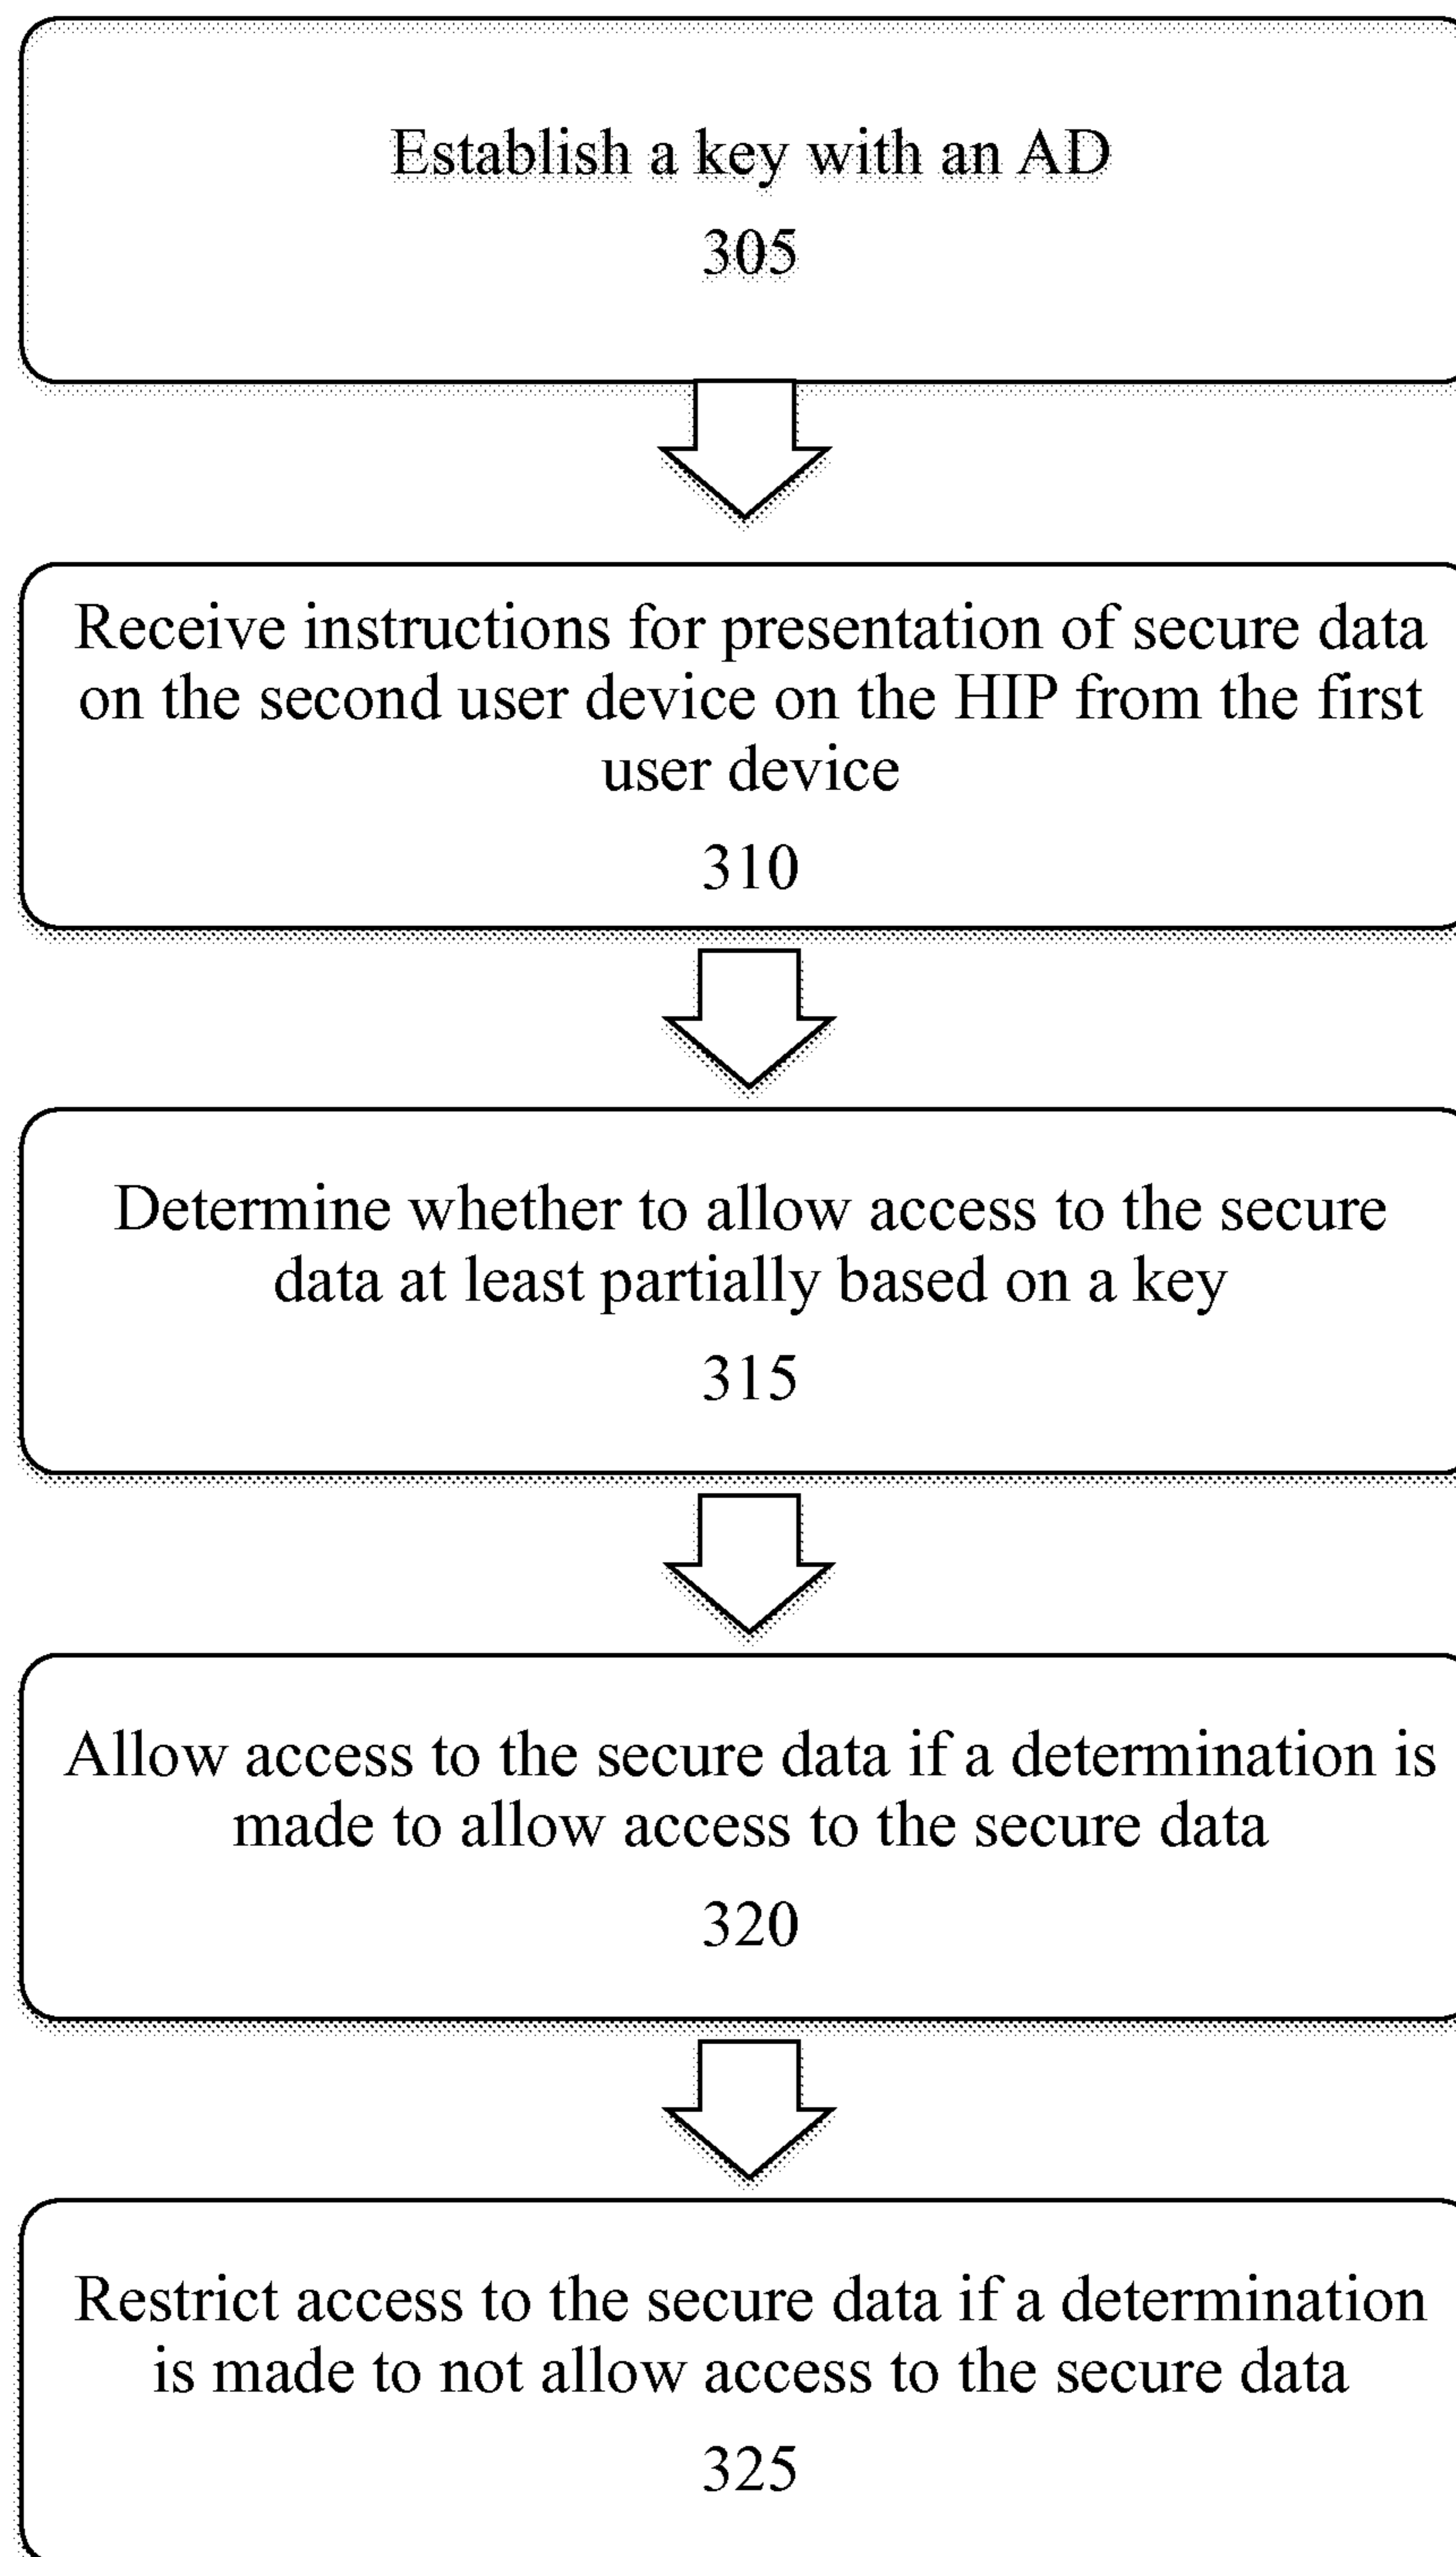 Establish a key with an AD
305
Receive instructions for presentation of secure data
on the second user device on the HIP from the first
user device
310
Determine whether to allow access to the secure
data at least partially based on a key
315
Allow access to the secure data if a determination is
made to allow access to the secure data
320
Restrict access to the secure data if a determination
is made to not allow access to the secure data
325